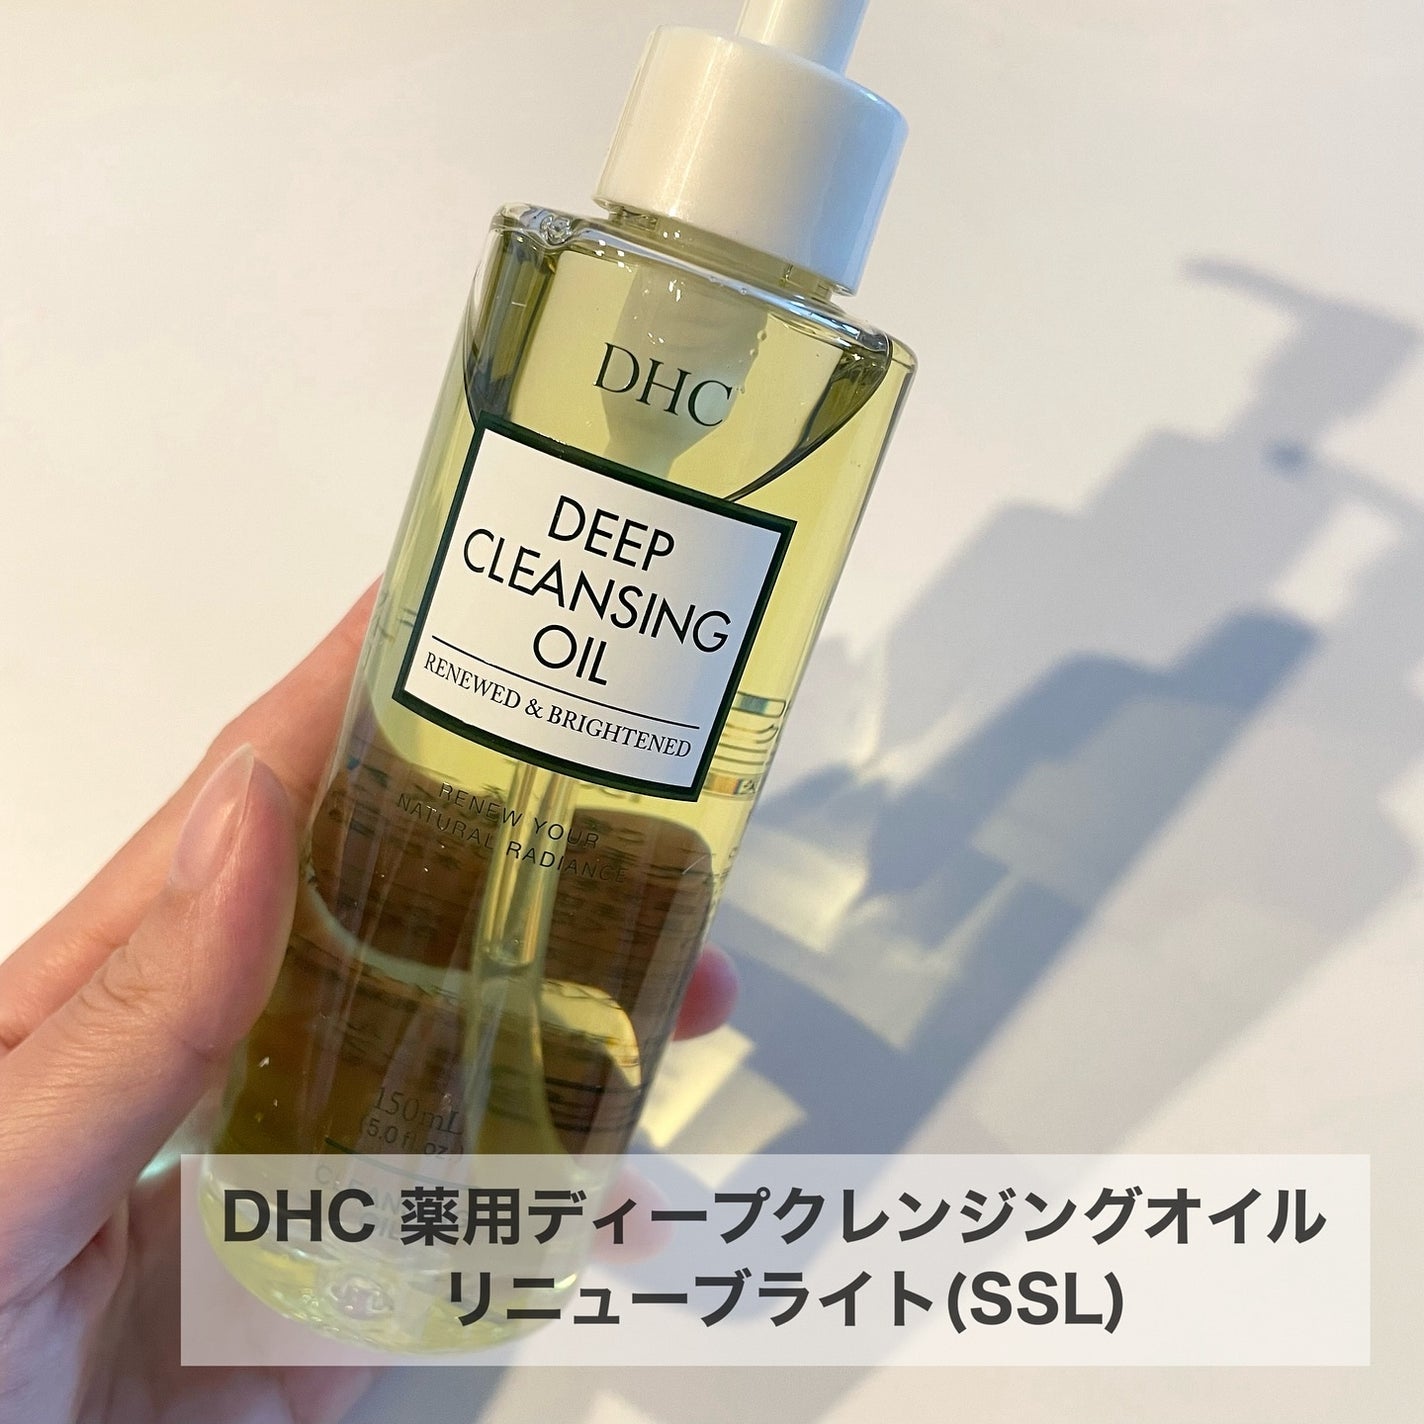 DHC
DEEP
CLEANSING
OIL
RENEWED & BRIGHTENED
RENEW YOUR
NATURAL RADIANCE
150mL
(5.0 fl.oz.)
CLEANSING
OIL
DHC 薬用ディープクレンジングオイル
リニューブライト(SSL)